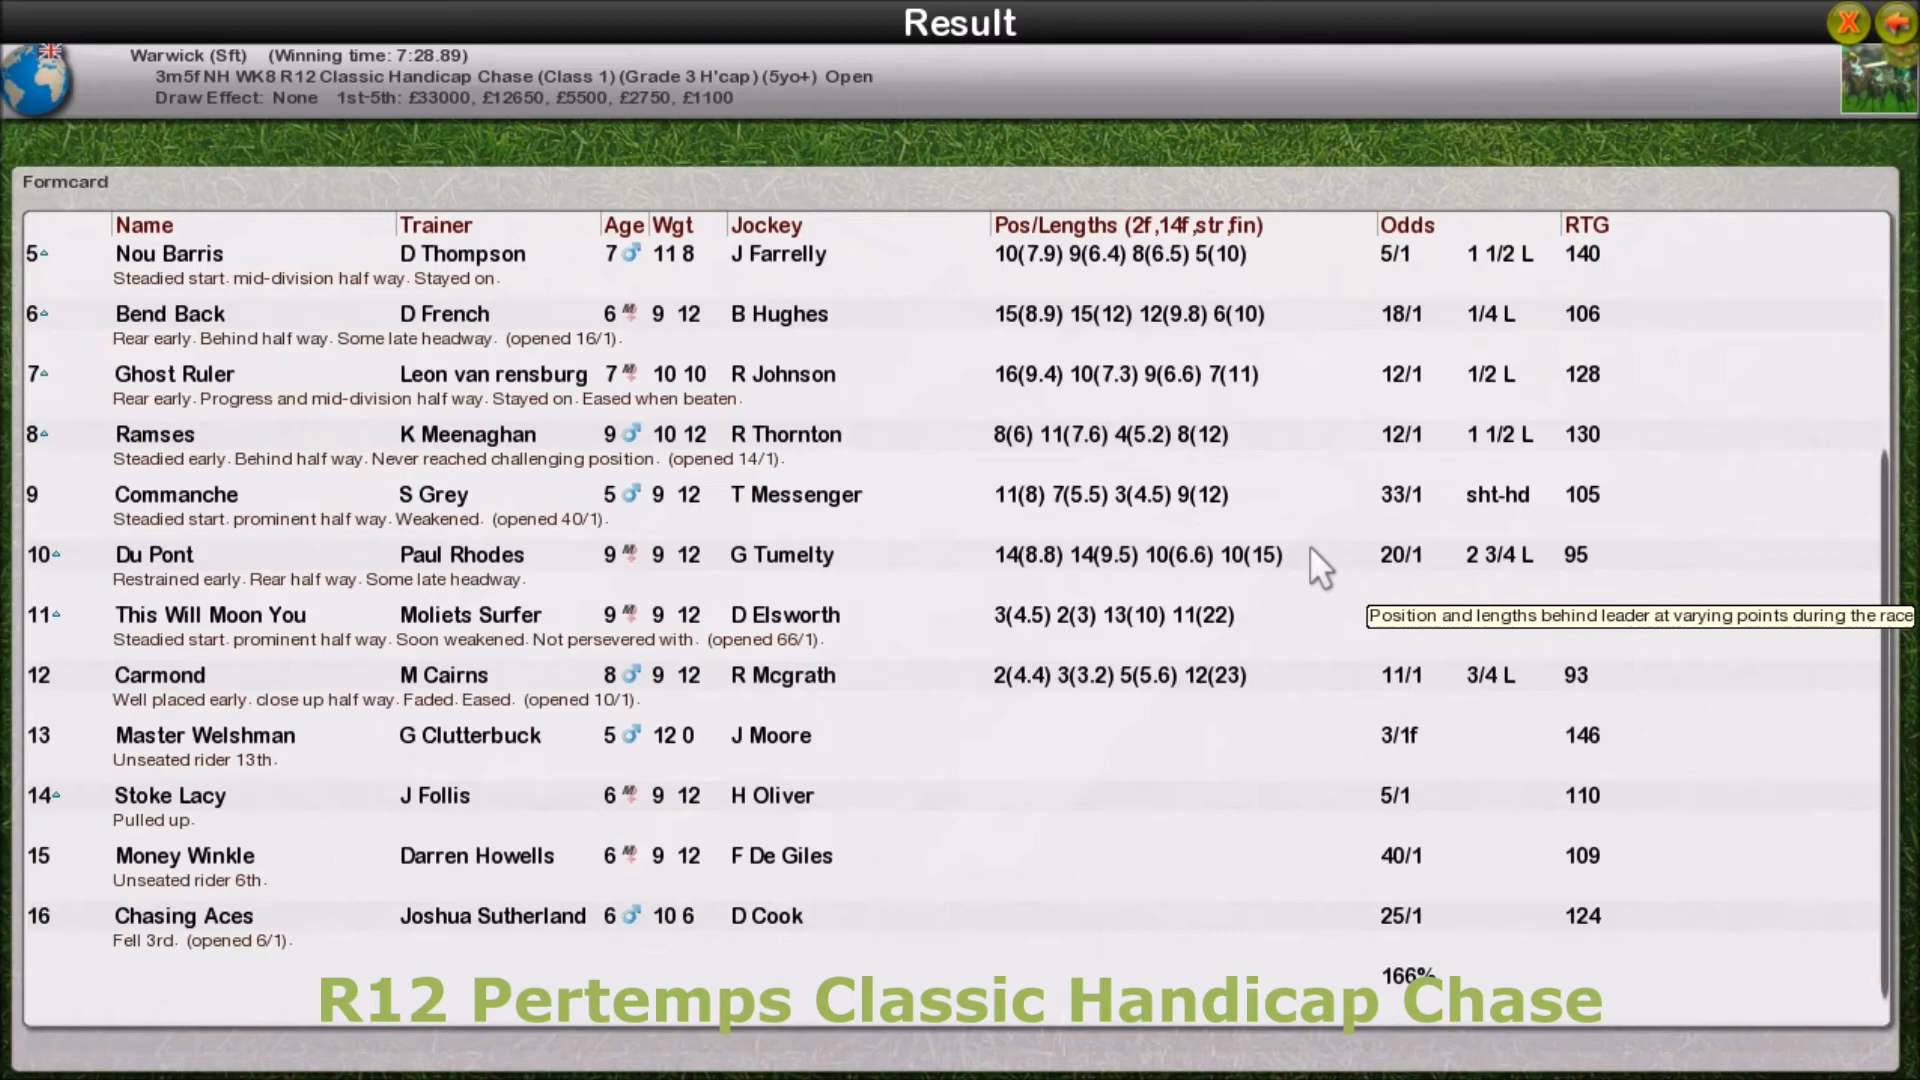 Result
Warwick (Sft) (Winning time: 7:28.89)
3m5f NH WK8 R12 Classic Handicap Chase (Class 1) (Grade 3 H'cap) (5yo+) Open
Draw Effect: None 1st-5th: £33000, £12650, £5500, £2750, £1100
Formcard
Name Trainer Age Wgt Jockey Pos/Lengths (2f,14f,str,fin) Odds RTG
5 Nou Barris D Thompson 7 11 8 J Farrelly 10(7.9) 9(6.4) 8(6.5) 5(10) 5/1 1 1/2 L 140
Steadied start. mid-division half way. Stayed on.
6 Bend Back D French 6 9 12 B Hughes 15(8.9) 15(12) 12(9.8) 6(10) 18/1 1/4 L 106
Rear early. Behind half way. Some late headway. (opened 16/1).
7 Ghost Ruler Leon van rensburg 7 10 10 R Johnson 16(9.4) 10(7.3) 9(6.6) 7(11) 12/1 1/2 L 128
Rear early. Progress and mid-division half way. Stayed on. Eased when beaten.
8 Ramses K Meenaghan 9 10 12 R Thornton 8(6) 11(7.6) 4(5.2) 8(12) 12/1 1 1/2 L 130
Steadied early. Behind half way. Never reached challenging position. (opened 14/1).
9 Commanche S Grey 5 9 12 T Messenger 11(8) 7(5.5) 3(4.5) 9(12) 33/1 sht-hd 105
Steadied start. prominent half way. Weakened. (opened 40/1).
10 Du Pont Paul Rhodes 9 9 12 G Tumelty 14(8.8) 14(9.5) 10(6.6) 10(15) 20/1 2 3/4 L 95
Restrained early. Rear half way. Some late headway.
11 This Will Moon You Moliets Surfer 9 9 12 D Elsworth 3(4.5) 2(3) 13(10) 11(22) Position and lengths behind leader at varying points during the race
Steadied start. prominent half way. Soon weakened. Not persevered with. (opened 66/1).
12 Carmond M Cairns 8 9 12 R Mcgrath 2(4.4) 3(3.2) 5(5.6) 12(23) 11/1 3/4 L 93
Well placed early. close up half way. Faded. Eased. (opened 10/1).
13 Master Welshman G Clutterbuck 5 12 0 J Moore 3/1f 146
Unseated rider 13th.
14 Stoke Lacy J Follis 6 9 12 H Oliver 5/1 110
Pulled up.
15 Money Winkle Darren Howells 6 9 12 F De Giles 40/1 109
Unseated rider 6th.
16 Chasing Aces Joshua Sutherland 6 10 6 D Cook 25/1 124
Fell 3rd. (opened 6/1).
166%
R12 Pertemps Classic Handicap Chase